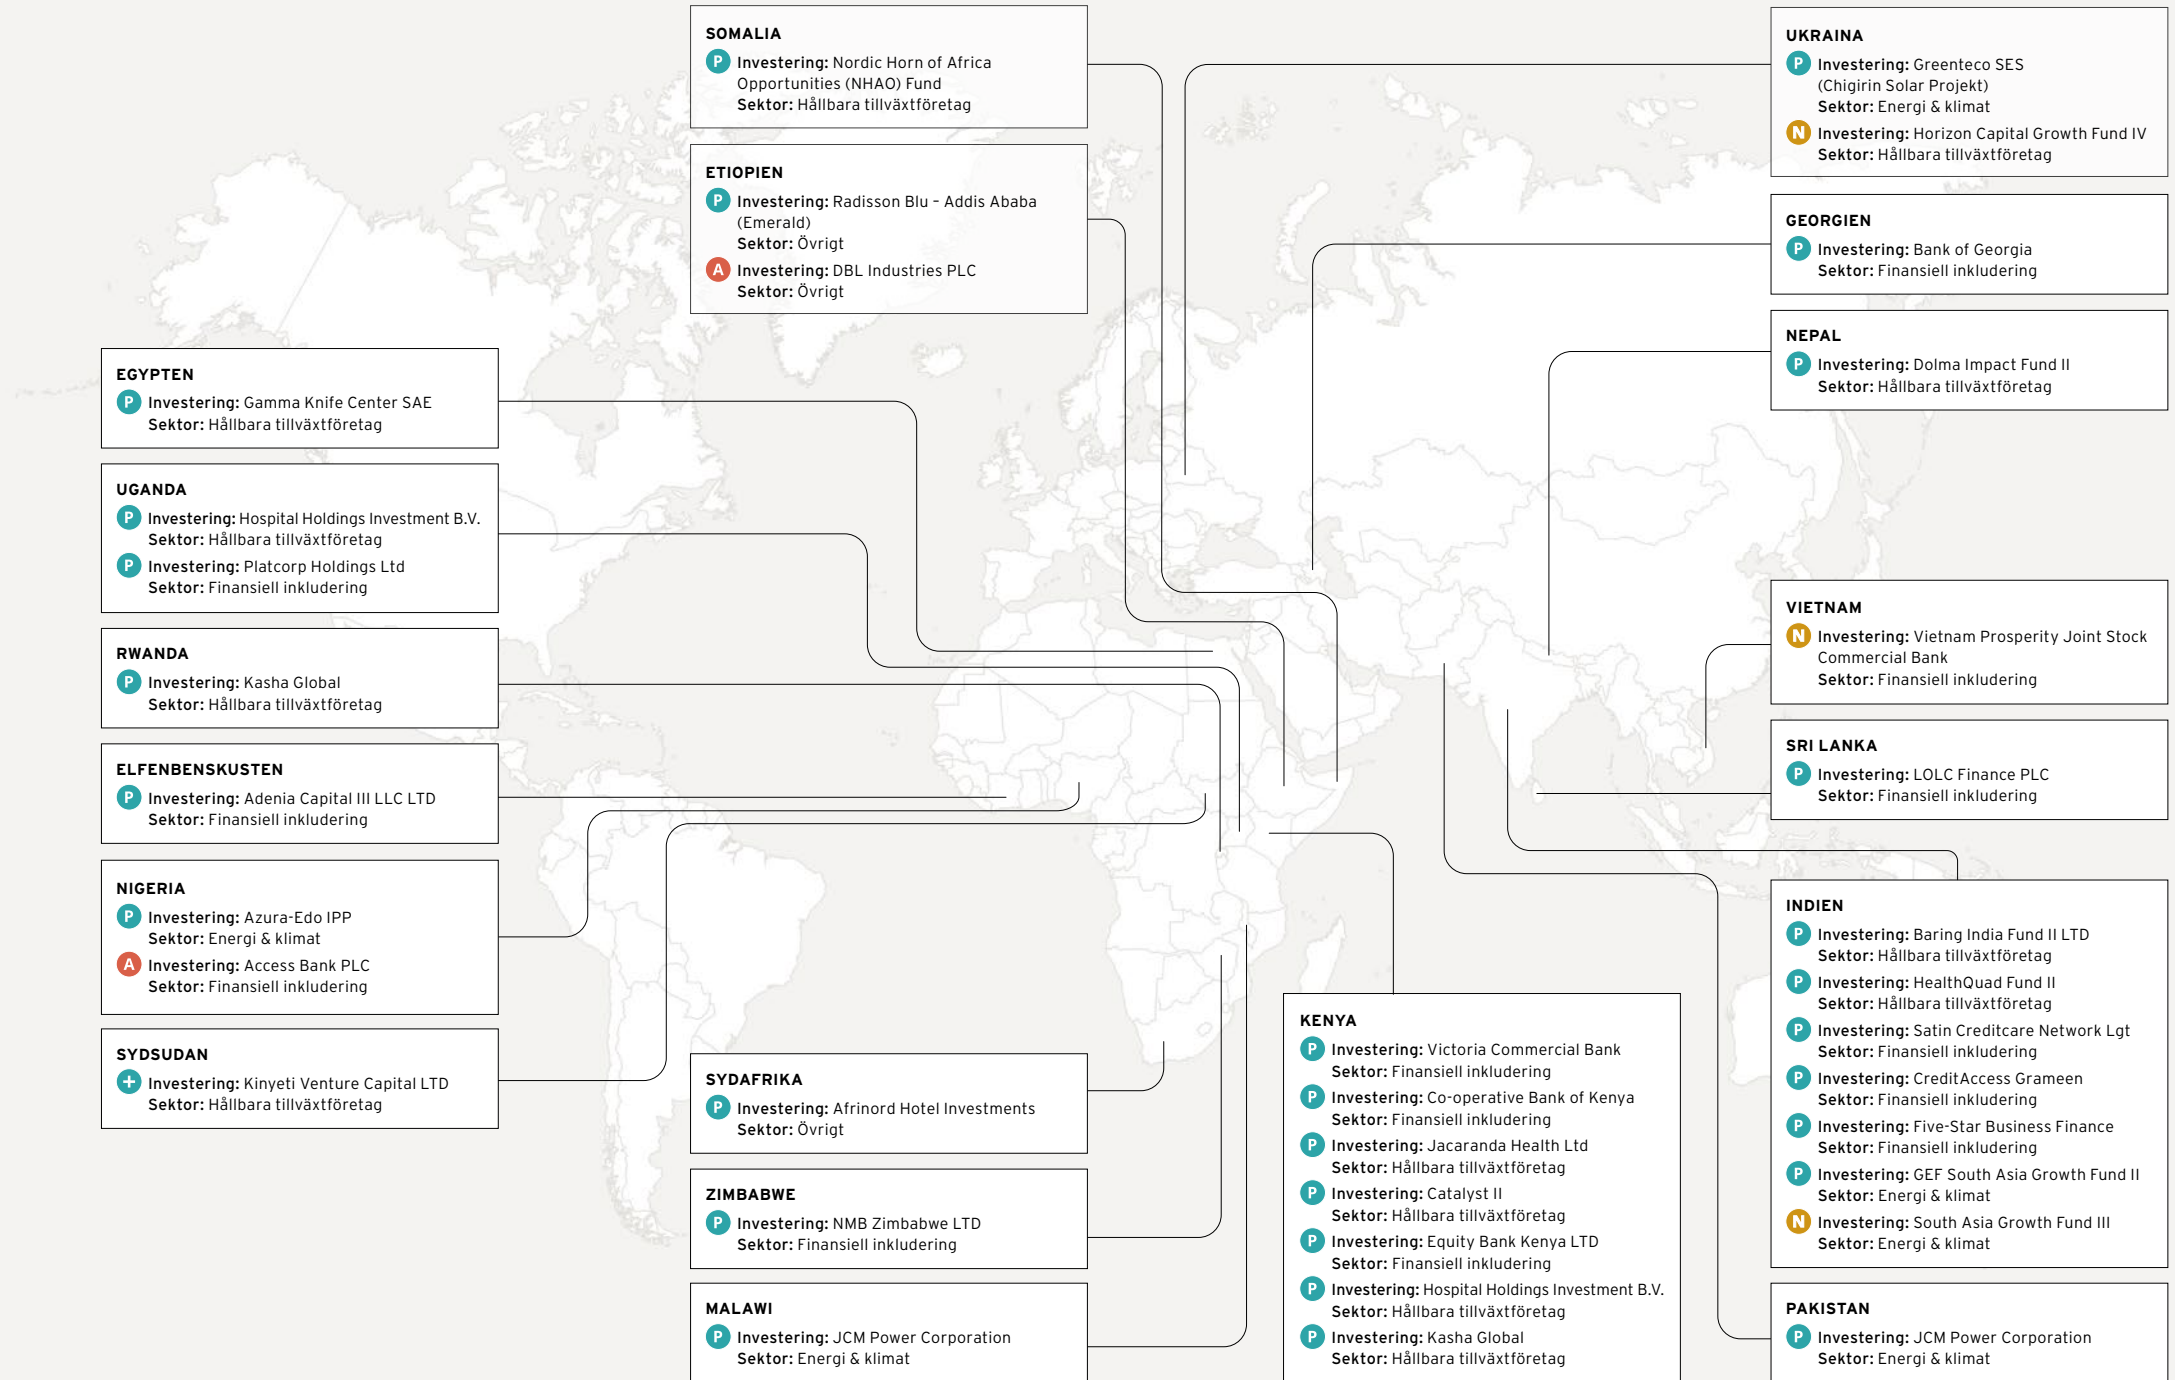 SOMALIA
P Investering: Nordic Horn of Africa
Opportunities (NHAO) Fund
Sektor: Hållbara tillväxtföretag
ETIOPIEN
P Investering: Radisson Blu – Addis Ababa
(Emerald)
Sektor: Övrigt
A Investering: DBL Industries PLC
Sektor: Övrigt
EGYPTEN
P Investering: Gamma Knife Center SAE
Sektor: Hållbara tillväxtföretag
UGANDA
P Investering: Hospital Holdings Investment B.V.
Sektor: Hållbara tillväxtföretag
P Investering: Platcorp Holdings Ltd
Sektor: Finansiell inkludering
RWANDA
P Investering: Kasha Global
Sektor: Hållbara tillväxtföretag
ELFENBENSKUSTEN
P Investering: Adenia Capital III LLC LTD
Sektor: Finansiell inkludering
NIGERIA
P Investering: Azura-Edo IPP
Sektor: Energi & klimat
A Investering: Access Bank PLC
Sektor: Finansiell inkludering
SYDSUDAN
+ Investering: Kinyeti Venture Capital LTD
Sektor: Hållbara tillväxtföretag
SYDAFRIKA
P Investering: Afrinord Hotel Investments
Sektor: Övrigt
ZIMBABWE
P Investering: NMB Zimbabwe LTD
Sektor: Finansiell inkludering
MALAWI
P Investering: JCM Power Corporation
Sektor: Energi & klimat
KENYA
P Investering: Victoria Commercial Bank
Sektor: Finansiell inkludering
P Investering: Co-operative Bank of Kenya
Sektor: Finansiell inkludering
P Investering: Jacaranda Health Ltd
Sektor: Hållbara tillväxtföretag
P Investering: Catalyst II
Sektor: Hållbara tillväxtföretag
P Investering: Equity Bank Kenya LTD
Sektor: Finansiell inkludering
P Investering: Hospital Holdings Investment B.V.
Sektor: Hållbara tillväxtföretag
P Investering: Kasha Global
Sektor: Hållbara tillväxtföretag
UKRAINA
P Investering: Greenteco SES
(Chigirin Solar Projekt)
Sektor: Energi & klimat
N Investering: Horizon Capital Growth Fund IV
Sektor: Hållbara tillväxtföretag
GEORGIEN
P Investering: Bank of Georgia
Sektor: Finansiell inkludering
NEPAL
P Investering: Dolma Impact Fund II
Sektor: Hållbara tillväxtföretag
VIETNAM
N Investering: Vietnam Prosperity Joint Stock
Commercial Bank
Sektor: Finansiell inkludering
SRI LANKA
P Investering: LOLC Finance PLC
Sektor: Finansiell inkludering
INDIEN
P Investering: Baring India Fund II LTD
Sektor: Hållbara tillväxtföretag
P Investering: HealthQuad Fund II
Sektor: Hållbara tillväxtföretag
P Investering: Satin Creditcare Network Lgt
Sektor: Finansiell inkludering
P Investering: CreditAccess Grameen
Sektor: Finansiell inkludering
P Investering: Five-Star Business Finance
Sektor: Finansiell inkludering
P Investering: GEF South Asia Growth Fund II
Sektor: Energi & klimat
N Investering: South Asia Growth Fund III
Sektor: Energi & klimat
PAKISTAN
P Investering: JCM Power Corporation
Sektor: Energi & klimat